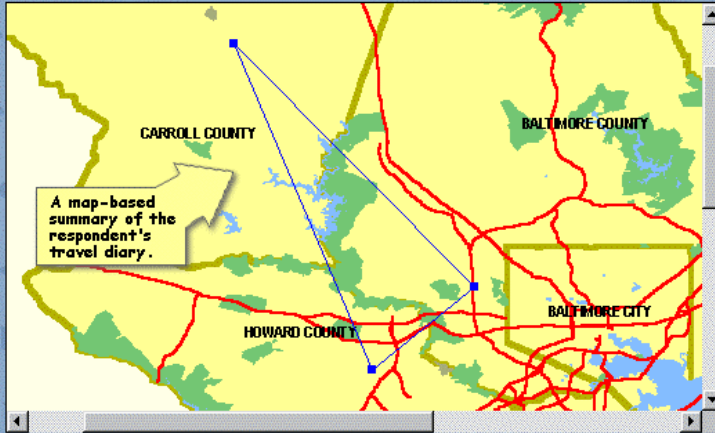 CARROLL COUNTY
BALTIMORE COUNTY
A map-based
summary of the
respondent's
travel diary.
BALTIMORE CITY
HOWARD COUNTY